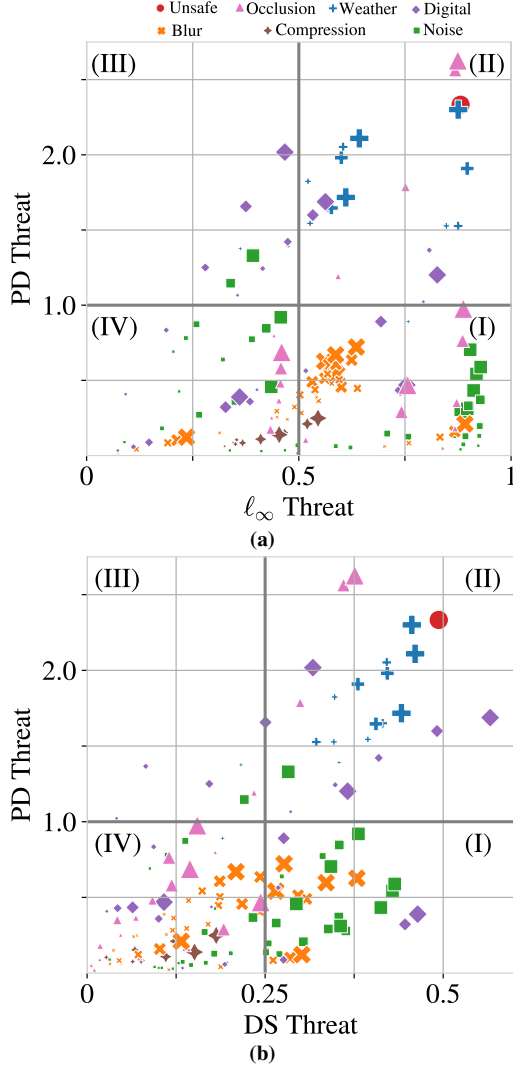 Unsafe Occlusion Weather Digital
Blur Compression Noise
(III) (II)
2.0
PD Threat
1.0
(IV) (I)
0 0.5 1
ℓ∞ Threat
(a)
(III) (II)
2.0
PD Threat
1.0
(IV) (I)
0 0.25 0.5
DS Threat
(b)